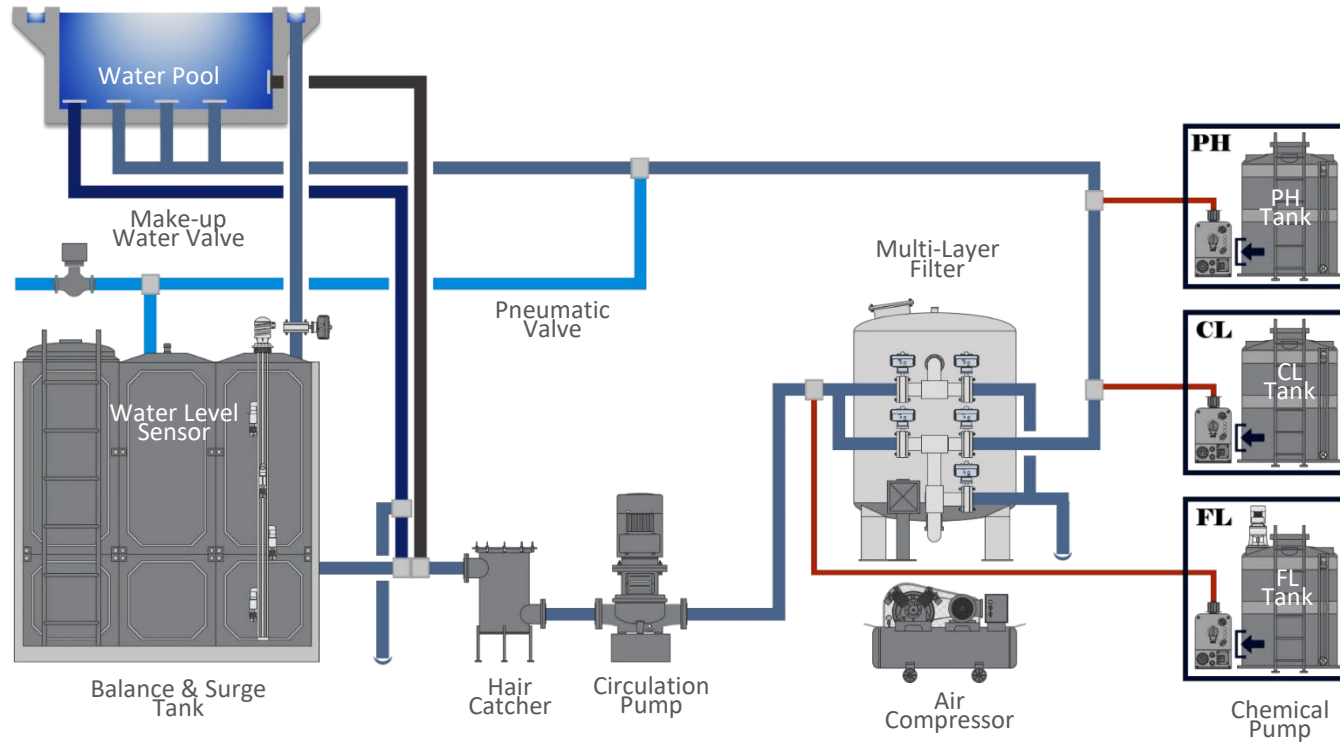 Water Pool
Make-up
Water Valve
Pneumatic
Valve
Multi-Layer
Filter
PH
PH
Tank
CL
CL
Tank
Water Level
Sensor
FL
FL
Tank
Balance & Surge
Tank
Hair
Catcher
Circulation
Pump
Air
Compressor
Chemical
Pump